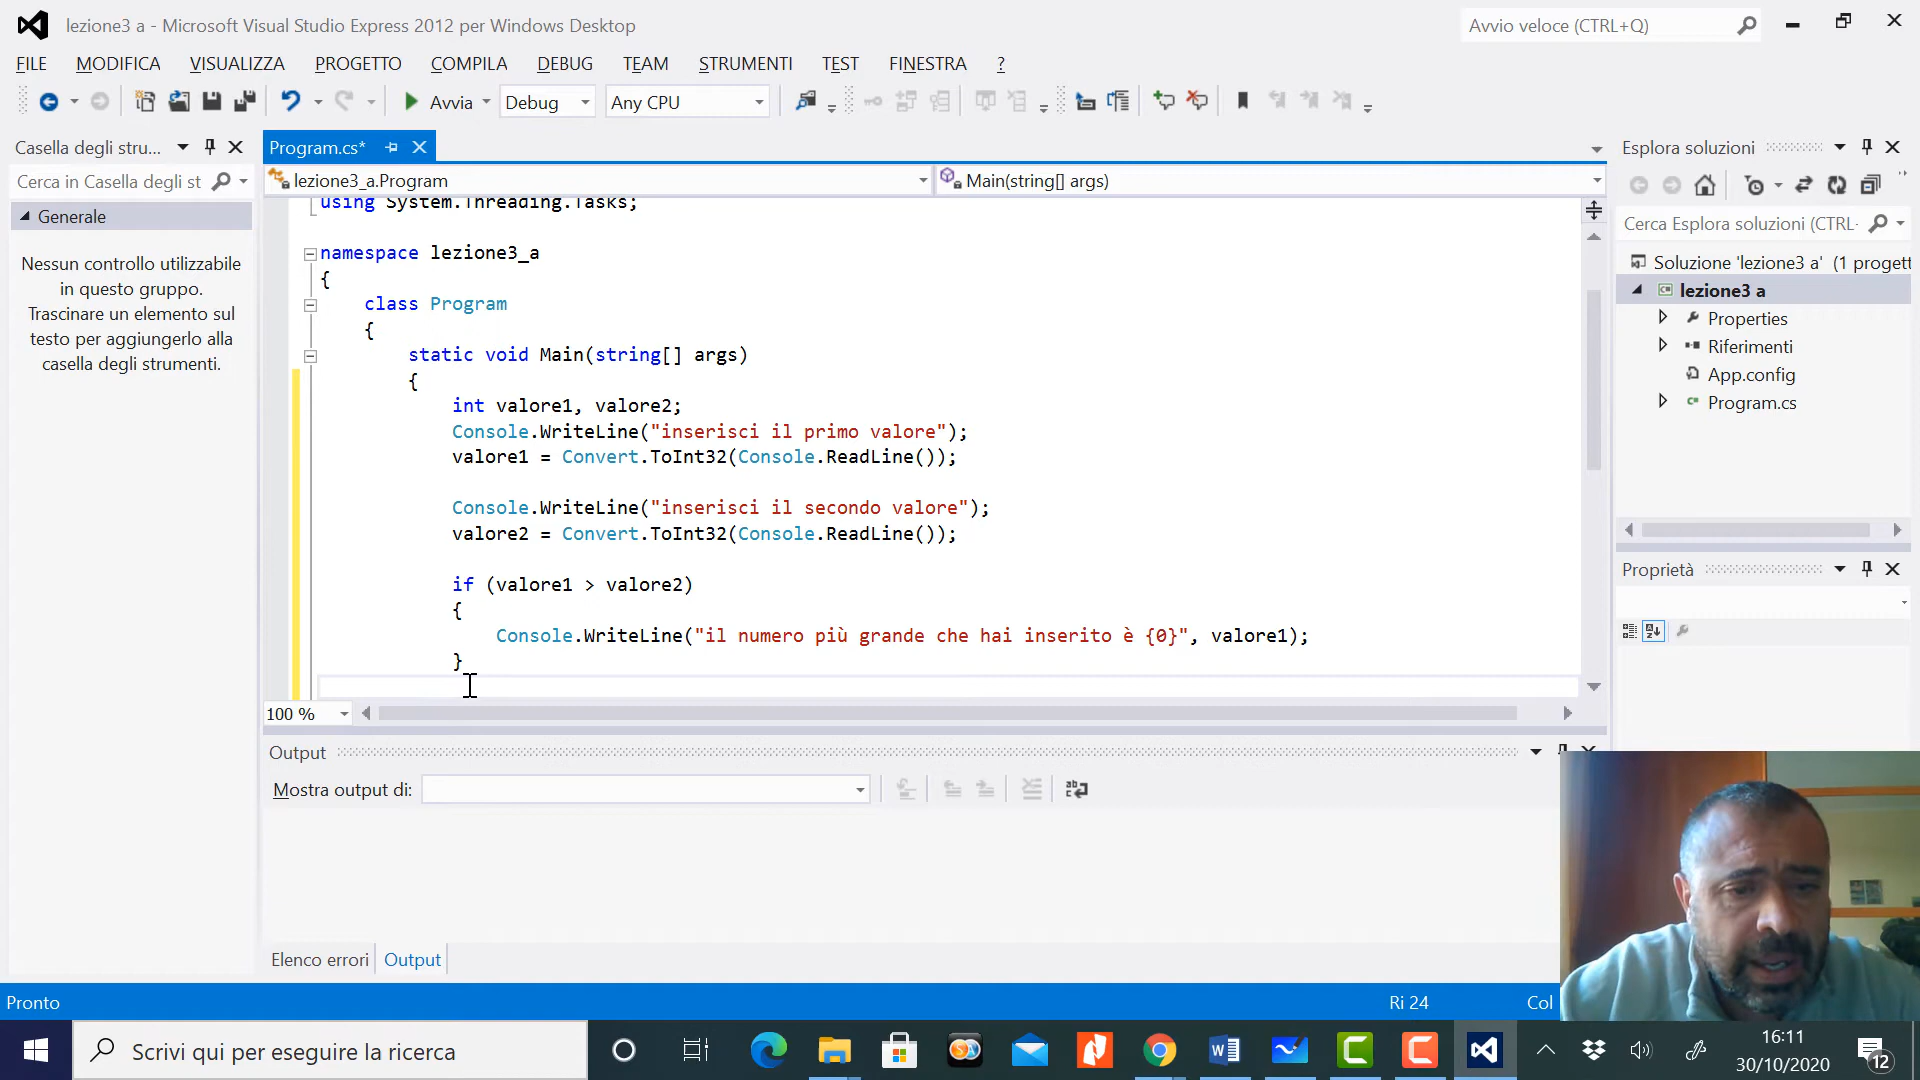 lezione3 a - Microsoft Visual Studio Express 2012 per Windows Desktop
Avvio veloce (CTRL+Q)
FILE MODIFICA VISUALIZZA PROGETTO COMPILA DEBUG TEAM STRUMENTI TEST FINESTRA ?
Avvia Debug Any CPU
Casella degli stru...
Cerca in Casella degli st
Generale
Nessun controllo utilizzabile
in questo gruppo.
Trascinare un elemento sul
testo per aggiungerlo alla
casella degli strumenti.
Program.cs*
lezione3_a.Program
Main(string[] args)
using System.Threading.Tasks;
namespace lezione3_a
{
class Program
{
static void Main(string[] args)
{
int valore1, valore2;
Console.WriteLine("inserisci il primo valore");
valore1 = Convert.ToInt32(Console.ReadLine());
Console.WriteLine("inserisci il secondo valore");
valore2 = Convert.ToInt32(Console.ReadLine());
if (valore1 > valore2)
{
Console.WriteLine("il numero più grande che hai inserito è {0}", valore1);
}
100 %
Output
Mostra output di:
Elenco errori
Output
Esplora soluzioni
Cerca Esplora soluzioni (CTRL-
Soluzione 'lezione3 a' (1 progett
lezione3 a
Properties
Riferimenti
App.config
Program.cs
Proprietà
Pronto
Ri 24
Col
Scrivi qui per eseguire la ricerca
16:11
30/10/2020
12